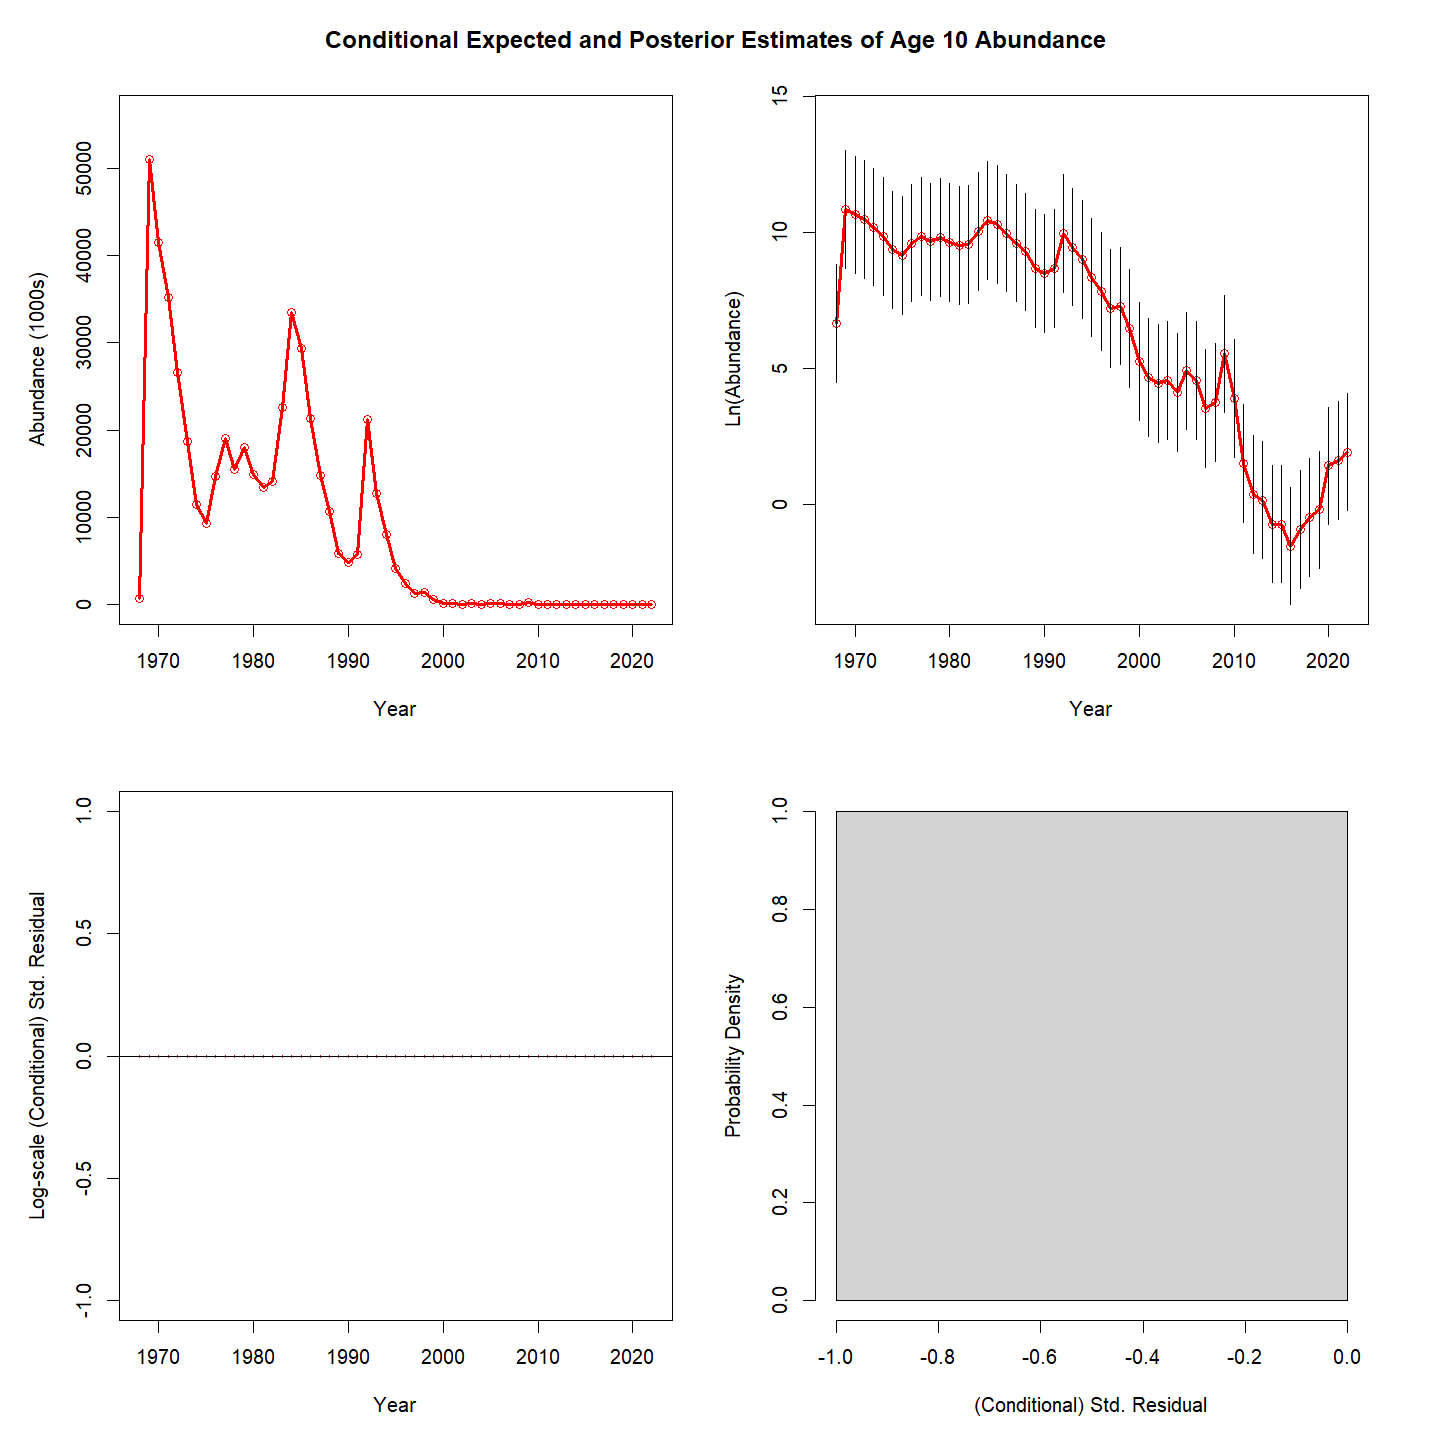 Conditional Expected and Posterior Estimates of Age 10 Abundance
Abundance (1000s)
50000
40000
30000
20000
10000
0
1970 1980 1990 2000 2010 2020
Year
Ln(Abundance)
15
10
5
0
1970 1980 1990 2000 2010 2020
Year
Log-scale (Conditional) Std. Residual
1.0
0.5
0.0
-0.5
-1.0
1970 1980 1990 2000 2010 2020
Year
Probability Density
1.0
0.8
0.6
0.4
0.2
0.0
-1.0 -0.8 -0.6 -0.4 -0.2 0.0
(Conditional) Std. Residual